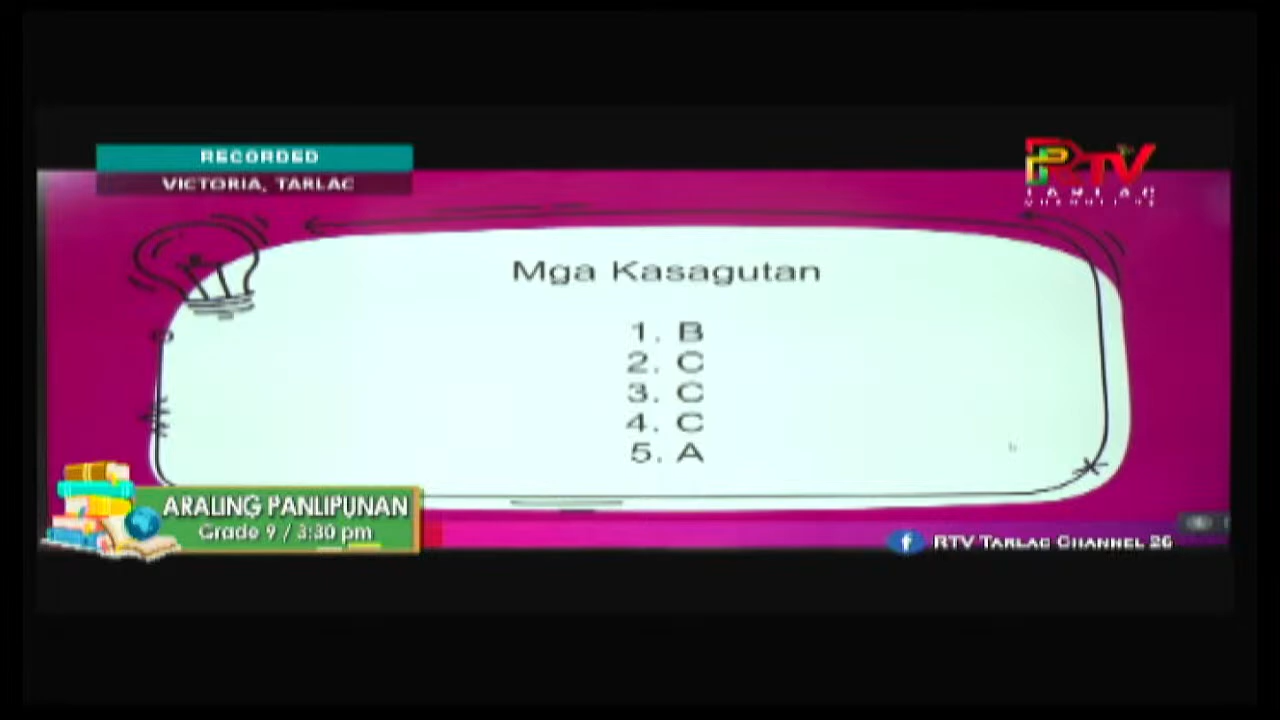 RECORDED
VICTORIA, TARLAC
RTV
TARLAC
Mga Kasagutan
1. B
2. C
3. C
4. C
5. A
ARALING PANLIPUNAN
Grade 9 / 3:30 pm
RTV TARLAC CHANNEL 26